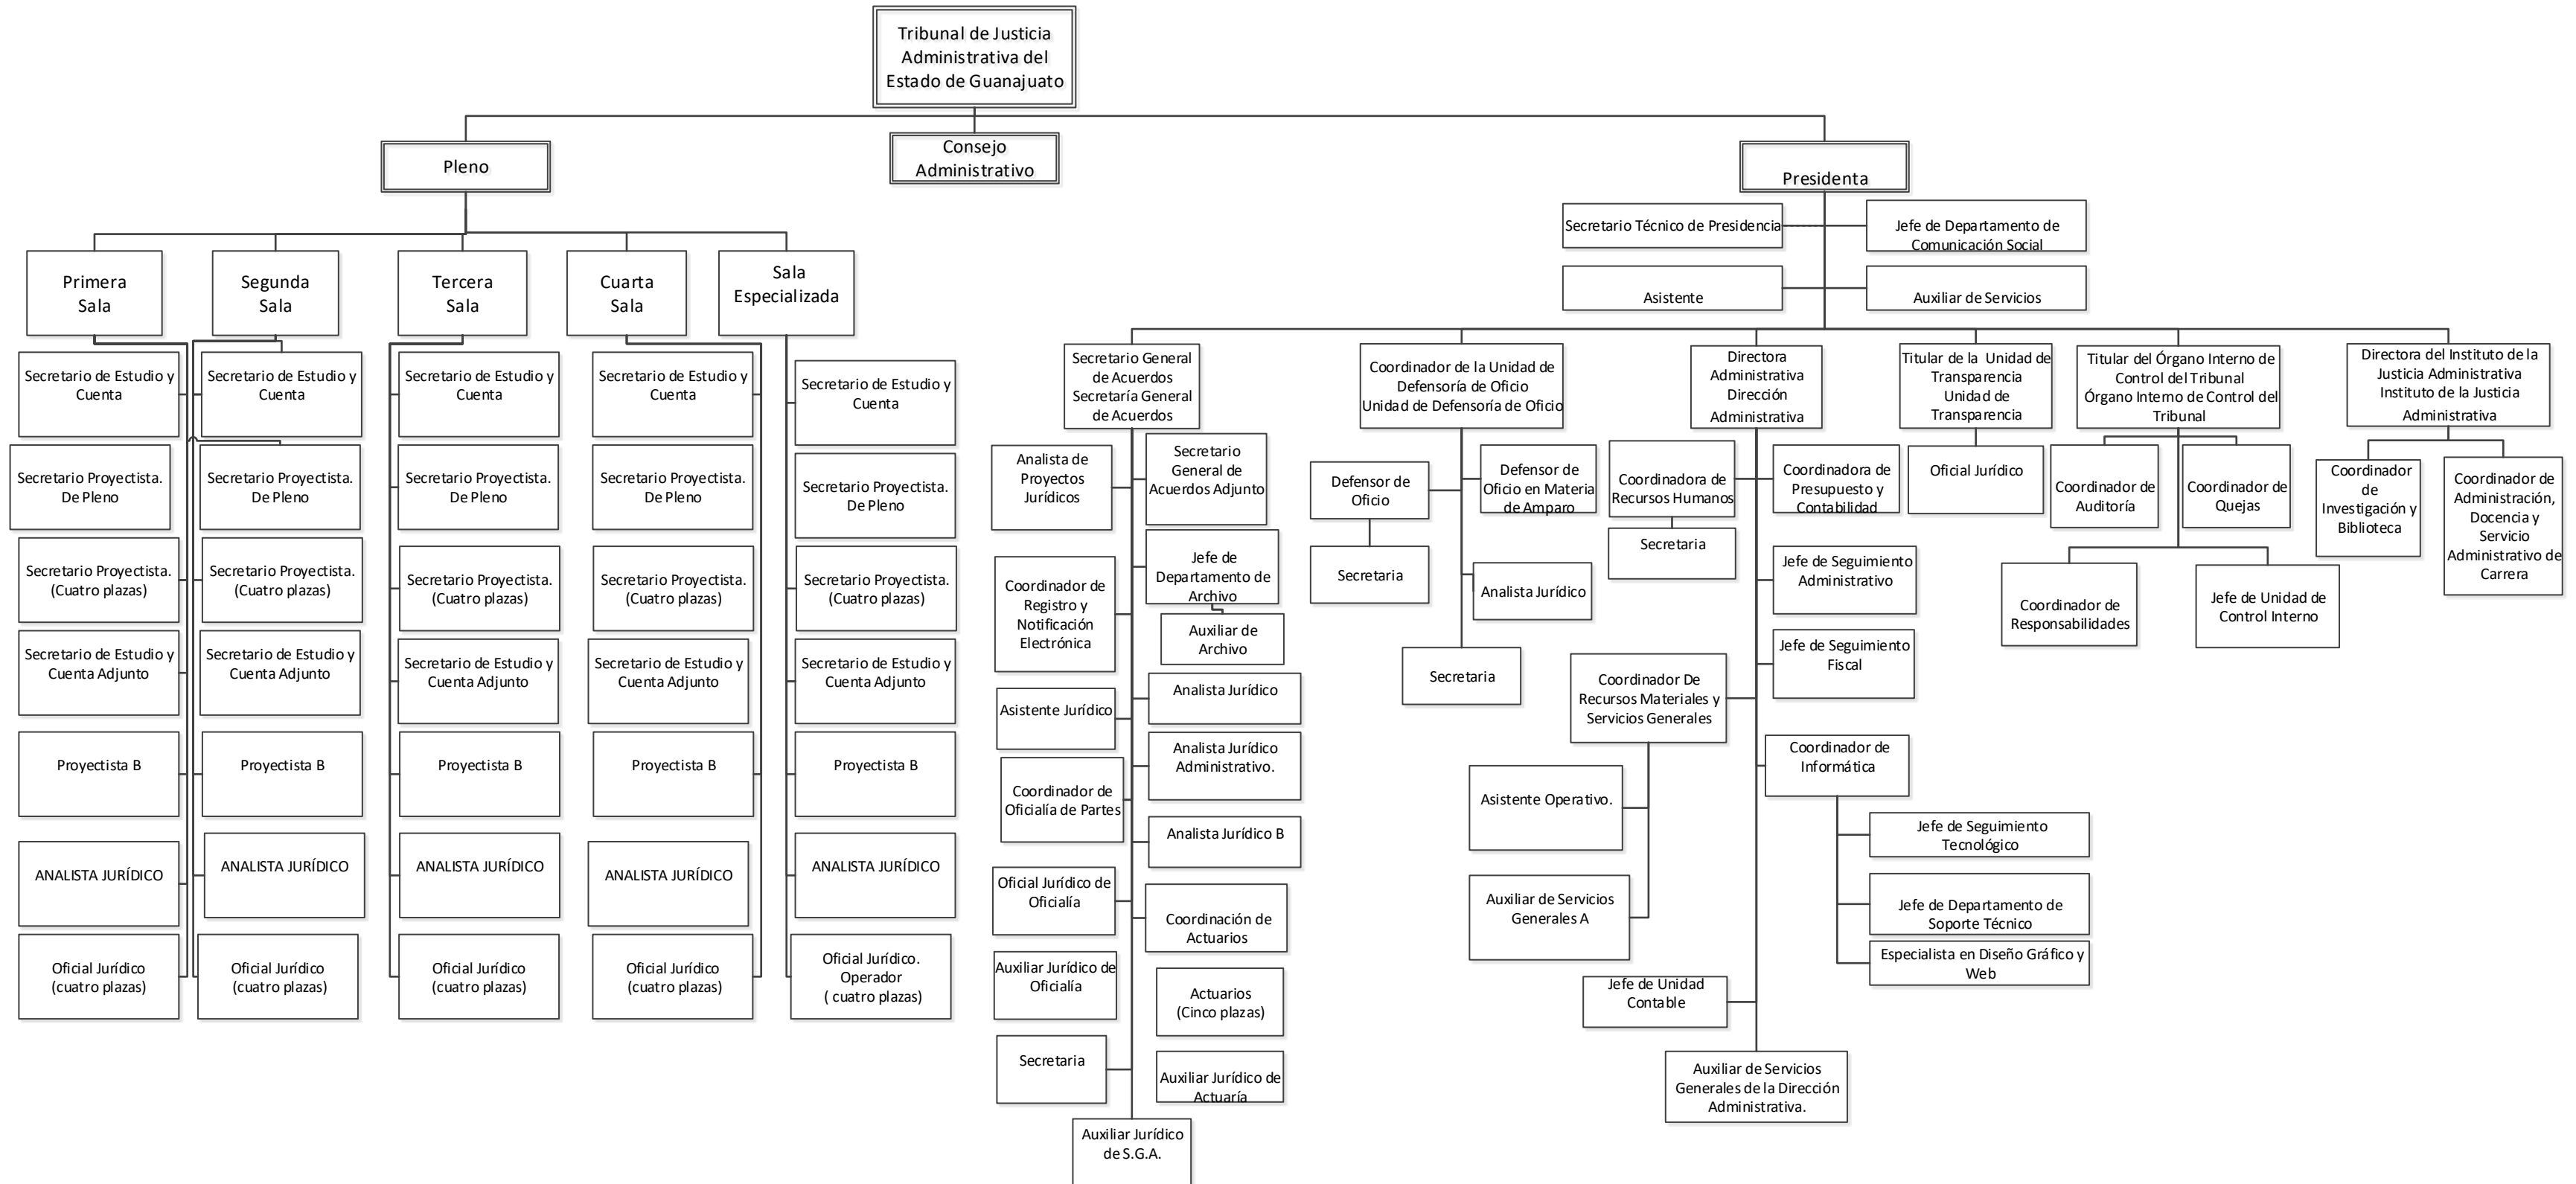 Tribunal de Justicia
Administrativa del
Estado de Guanajuato
Pleno
Consejo
Administrativo
Presidenta
Secretario Técnico de Presidencia
Jefe de Departamento de
Comunicación Social
Asistente
Auxiliar de Servicios
Primera
Sala
Segunda
Sala
Tercera
Sala
Cuarta
Sala
Sala
Especializada
Secretario de Estudio y
Cuenta
Secretario Proyectista.
De Pleno
Secretario Proyectista.
(Cuatro plazas)
Secretario de Estudio y
Cuenta Adjunto
Proyectista B
ANALISTA JURÍDICO
Oficial Jurídico
(cuatro plazas)
Secretario de Estudio y
Cuenta
Secretario Proyectista.
De Pleno
Secretario Proyectista.
(Cuatro plazas)
Secretario de Estudio y
Cuenta Adjunto
Proyectista B
ANALISTA JURÍDICO
Oficial Jurídico
(cuatro plazas)
Secretario de Estudio y
Cuenta
Secretario Proyectista.
De Pleno
Secretario Proyectista.
(Cuatro plazas)
Secretario de Estudio y
Cuenta Adjunto
Proyectista B
ANALISTA JURÍDICO
Oficial Jurídico
(cuatro plazas)
Secretario de Estudio y
Cuenta
Secretario Proyectista.
De Pleno
Secretario Proyectista.
(Cuatro plazas)
Secretario de Estudio y
Cuenta Adjunto
Proyectista B
ANALISTA JURÍDICO
Oficial Jurídico
(cuatro plazas)
Secretario de Estudio y
Cuenta
Secretario Proyectista.
De Pleno
Secretario Proyectista.
(Cuatro plazas)
Secretario de Estudio y
Cuenta Adjunto
Proyectista B
ANALISTA JURÍDICO
Oficial Jurídico.
Operador
( cuatro plazas)
Secretario General
de Acuerdos
Secretaría General
de Acuerdos
Analista de
Proyectos
Jurídicos
Secretario
General de
Acuerdos Adjunto
Coordinador de
Registro y
Notificación
Electrónica
Jefe de
Departamento de
Archivo
Auxiliar de
Archivo
Asistente Jurídico
Analista Jurídico
Coordinador de
Oficialía de Partes
Analista Jurídico
Administrativo.
Analista Jurídico B
Oficial Jurídico de
Oficialía
Coordinación de
Actuarios
Auxiliar Jurídico de
Oficialía
Actuarios
(Cinco plazas)
Secretaria
Auxiliar Jurídico de
Actuaría
Auxiliar Jurídico
de S.G.A.
Coordinador de la Unidad de
Defensoría de Oficio
Unidad de Defensoría de Oficio
Defensor de
Oficio
Secretaria
Defensor de
Oficio en Materia
de Amparo
Analista Jurídico
Secretaria
Directora
Administrativa
Dirección
Administrativa
Coordinadora de
Recursos Humanos
Secretaria
Coordinadora de
Presupuesto y
Contabilidad
Jefe de Seguimiento
Administrativo
Jefe de Seguimiento
Fiscal
Coordinador De
Recursos Materiales y
Servicios Generales
Asistente Operativo.
Auxiliar de Servicios
Generales A
Coordinador de
Informática
Jefe de Seguimiento
Tecnológico
Jefe de Departamento de
Soporte Técnico
Especialista en Diseño Gráfico y
Web
Jefe de Unidad
Contable
Auxiliar de Servicios
Generales de la Dirección
Administrativa.
Titular de la Unidad de
Transparencia
Unidad de
Transparencia
Oficial Jurídico
Titular del Órgano Interno de
Control del Tribunal
Órgano Interno de Control del
Tribunal
Coordinador de
Auditoría
Coordinador de
Quejas
Coordinador de
Responsabilidades
Jefe de Unidad de
Control Interno
Directora del Instituto de la
Justicia Administrativa
Instituto de la Justicia
Administrativa
Coordinador
de
Investigación y
Biblioteca
Coordinador de
Administración,
Docencia y
Servicio
Administrativo de
Carrera